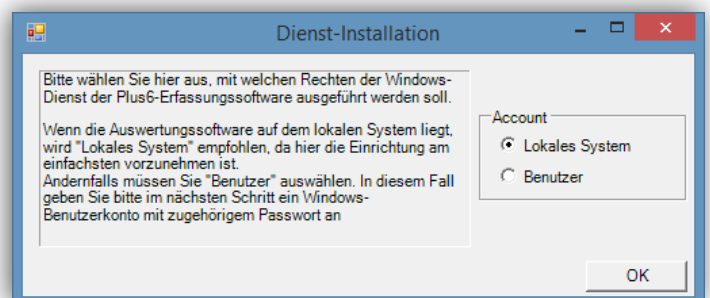 Dienst-Installation
Bitte wählen Sie hier aus, mit welchen Rechten der Windows-
Dienst der Plus6-Erfassungssoftware ausgeführt werden soll.
Wenn die Auswertungssoftware auf dem lokalen System liegt,
wird "Lokales System" empfohlen, da hier die Einrichtung am
einfachsten vorzunehmen ist.
Andernfalls müssen Sie "Benutzer" auswählen. In diesem Fall
geben Sie bitte im nächsten Schritt ein Windows-
Benutzerkonto mit zugehörigem Passwort an
Account
Lokales System
Benutzer
OK